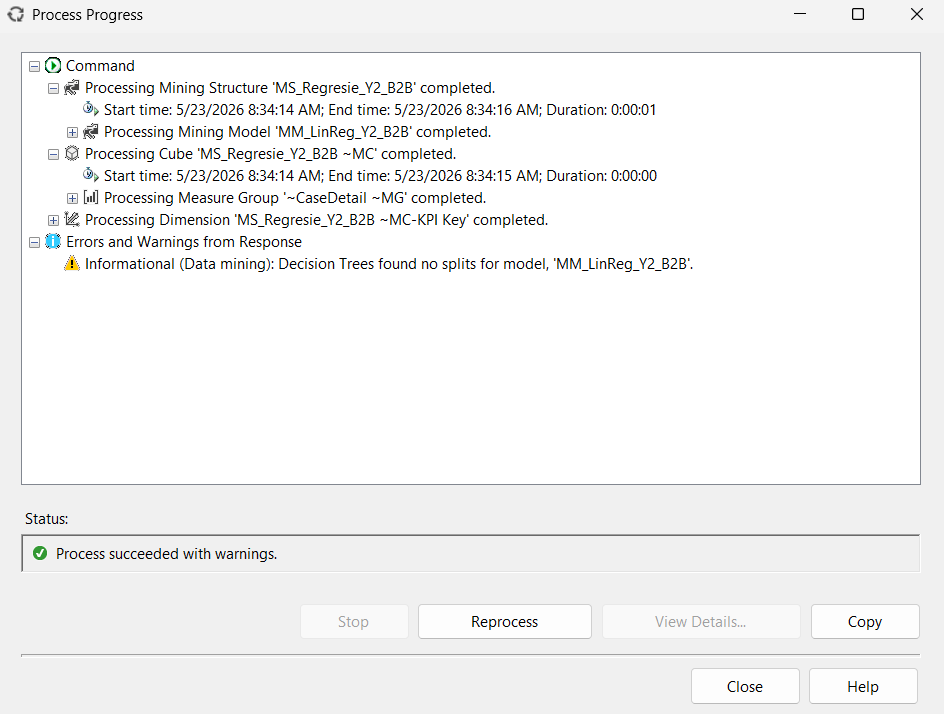 Process Progress
Command
Processing Mining Structure 'MS_Regresie_Y2_B2B' completed.
Start time: 5/23/2026 8:34:14 AM; End time: 5/23/2026 8:34:16 AM; Duration: 0:00:01
Processing Mining Model 'MM_LinReg_Y2_B2B' completed.
Processing Cube 'MS_Regresie_Y2_B2B ~MC' completed.
Start time: 5/23/2026 8:34:14 AM; End time: 5/23/2026 8:34:15 AM; Duration: 0:00:00
Processing Measure Group '~CaseDetail ~MG' completed.
Processing Dimension 'MS_Regresie_Y2_B2B ~MC-KPI Key' completed.
Errors and Warnings from Response
Informational (Data mining): Decision Trees found no splits for model, 'MM_LinReg_Y2_B2B'.
Status:
Process succeeded with warnings.
Stop Reprocess View Details... Copy
Close Help